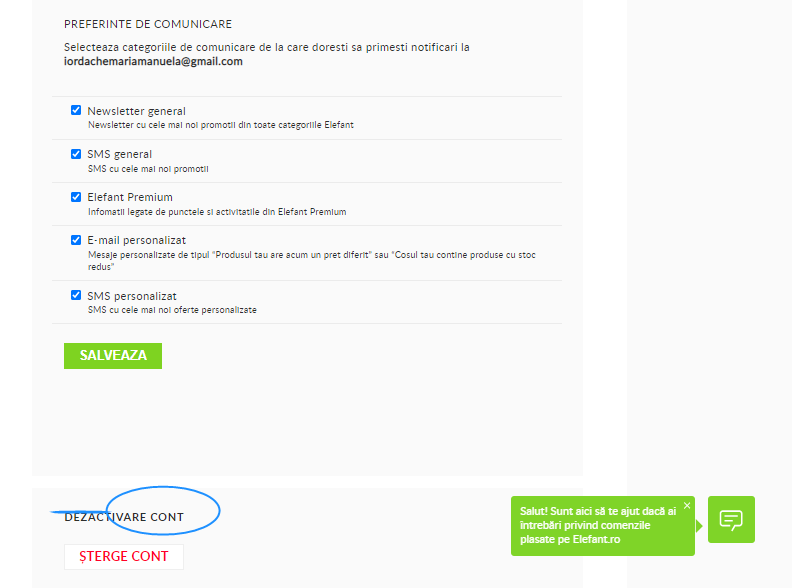 PREFERINTE DE COMUNICARE
Selecteaza categoriile de comunicare de la care doresti sa primesti notificari la
iordachemariamanuela@gmail.com
Newsletter general
Newsletter cu cele mai noi promotii din toate categoriile Elefant
SMS general
SMS cu cele mai noi promotii
Elefant Premium
Infomatii legate de punctele si activitatile din Elefant Premium
E-mail personalizat
Mesaje personalizate de tipul "Produsul tau are acum un pret diferit" sau "Cosul tau contine produse cu stoc
redus"
SMS personalizat
SMS cu cele mai noi oferte personalizate
SALVEAZA
DEZACTIVARE CONT
ȘTERGE CONT
Salut! Sunt aici să te ajut dacă ai
întrebări privind comenzile
plasate pe Elefant.ro